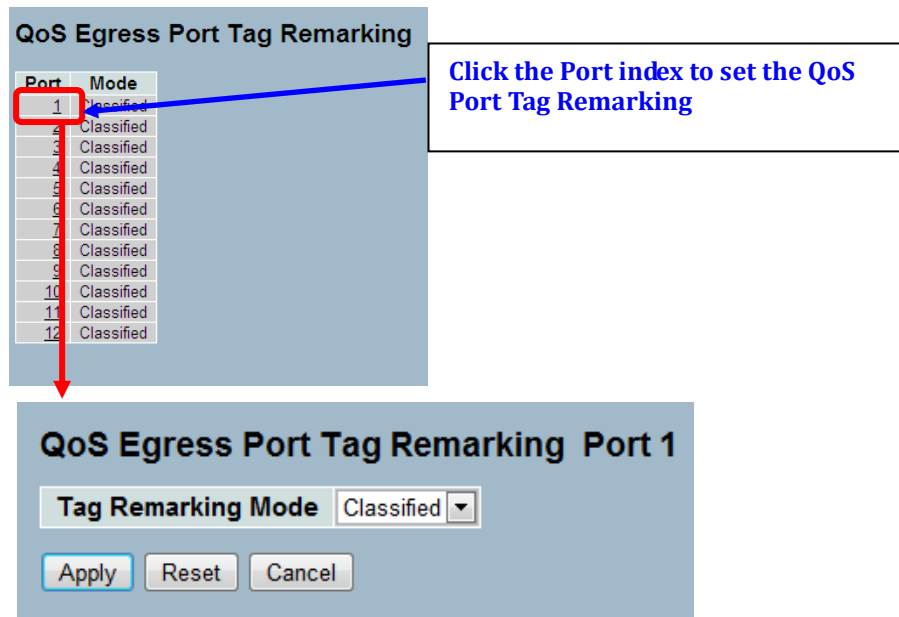 QoS Egress Port Tag Remarking
Click the Port index to set the QoS
Port Tag Remarking
Port Mode
1 Classified
2 Classified
3 Classified
4 Classified
5 Classified
6 Classified
7 Classified
8 Classified
9 Classified
10 Classified
11 Classified
12 Classified
QoS Egress Port Tag Remarking Port 1
Tag Remarking Mode Classified
Apply Reset Cancel